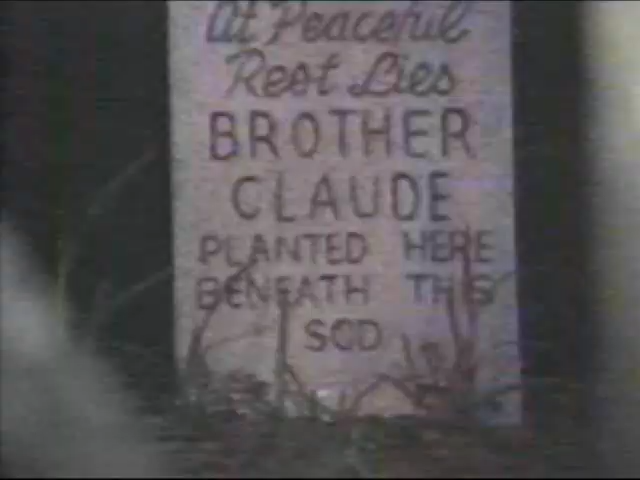 At Peaceful
Rest Lies
BROTHER
CLAUDE
PLANTED HERE
BENEATH THIS
SOD